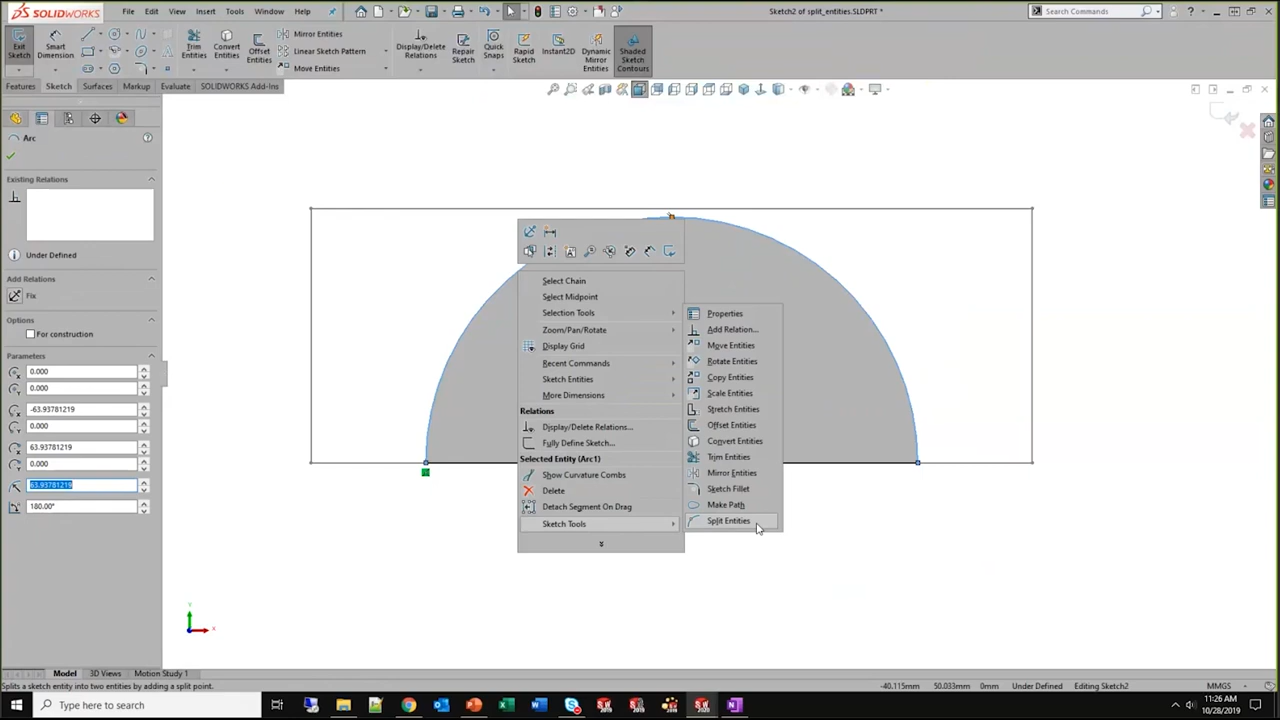 SOLIDWORKS
File Edit View Insert Tools Window Help
Sketch2 of split_entities.SLDPRT *
Search Commands
Exit Sketch
Smart Dimension
Trim Entities
Convert Entities
Offset Entities
Mirror Entities
Linear Sketch Pattern
Move Entities
Display/Delete Relations
Repair Sketch
Quick Snaps
Rapid Sketch
Instant2D
Dynamic Mirror Entities
Shaded Sketch Contours
Features Sketch Surfaces Markup Evaluate SOLIDWORKS Add-Ins
Arc
Existing Relations
Under Defined
Add Relations
Fix
Options
For construction
Parameters
0.000
0.000
-63.93781219
0.000
63.93781219
0.000
63.93781219
180.00°
Select Chain
Select Midpoint
Selection Tools
Zoom/Pan/Rotate
Display Grid
Recent Commands
Sketch Entities
More Dimensions
Relations
Display/Delete Relations...
Fully Define Sketch...
Selected Entity (Arc1)
Show Curvature Combs
Delete
Detach Segment On Drag
Sketch Tools
Properties
Add Relation...
Move Entities
Rotate Entities
Copy Entities
Scale Entities
Stretch Entities
Offset Entities
Convert Entities
Trim Entities
Mirror Entities
Sketch Fillet
Make Path
Split Entities
Y
X
Model 3D Views Motion Study 1
Splits a sketch entity into two entities by adding a split point.
-40.115mm 50.033mm 0mm Under Defined Editing Sketch2 MMGS
Type here to search
11:26 AM
10/28/2019